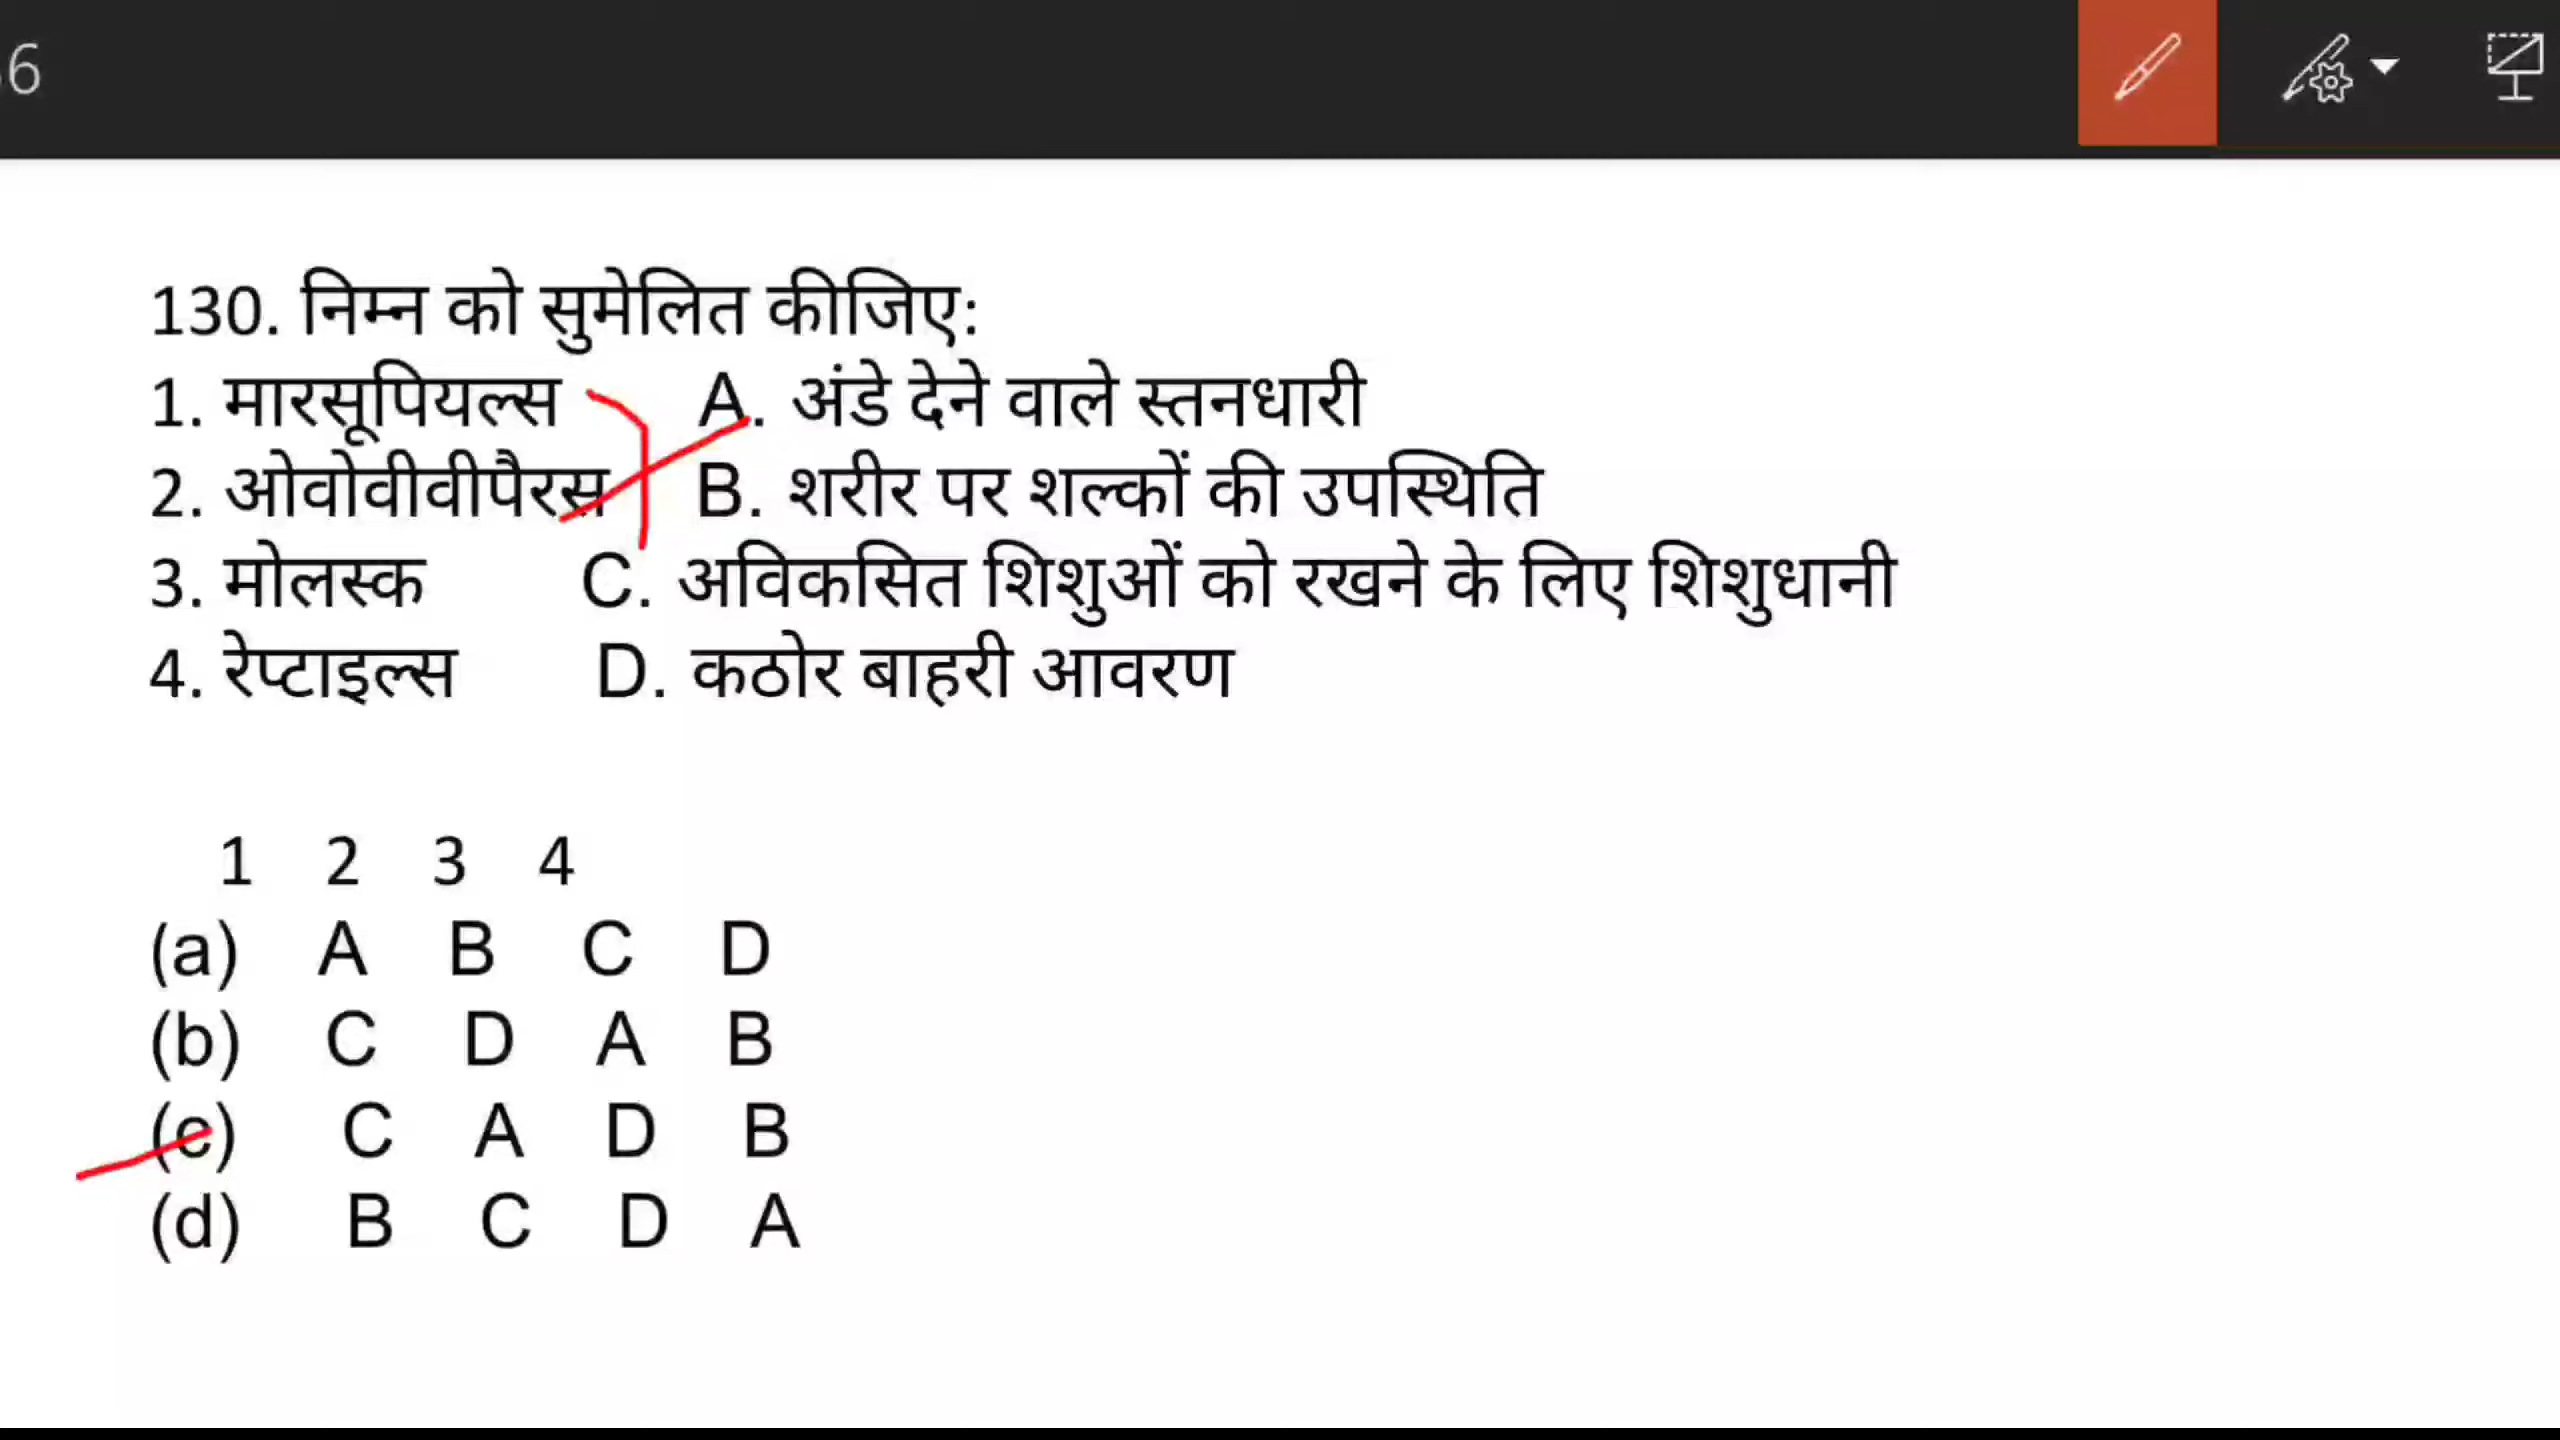 6
130. निम्न को सुमेलित कीजिए:
1. मारसूपियल्स A. अंडे देने वाले स्तनधारी
2. ओवोवीवीपैरस B. शरीर पर शल्कों की उपस्थिति
3. मोलस्क C. अविकसित शिशुओं को रखने के लिए शिशुधानी
4. रेप्टाइल्स D. कठोर बाहरी आवरण
1 2 3 4
(a) A B C D
(b) C D A B
(c) C A D B
(d) B C D A